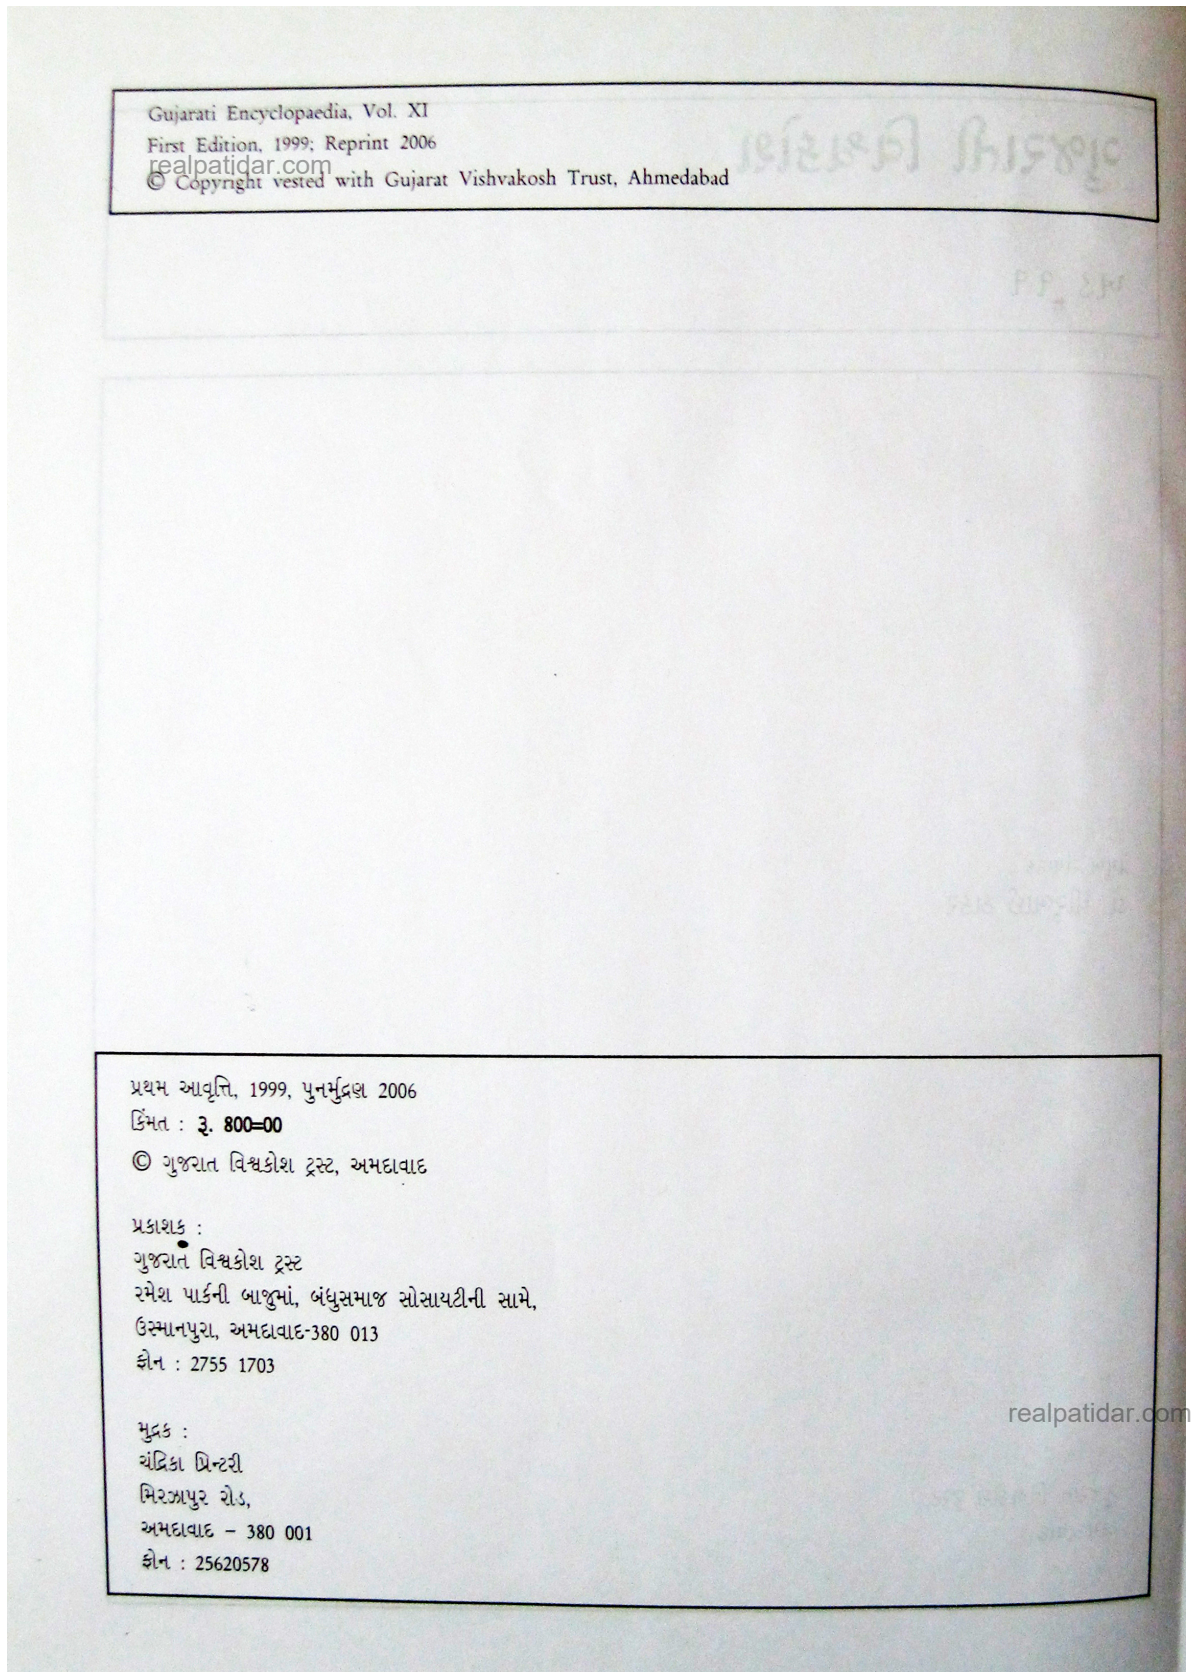 Gujarati Encyclopaedia, Vol. XI
First Edition, 1999; Reprint 2006
realpatidar.com
© Copyright vested with Gujarat Vishvakosh Trust, Ahmedabad
પ્રથમ આવૃત્તિ, 1999, પુનર્મુદ્રણ 2006
કિંમત : રૂ. 800=00
© ગુજરાત વિશ્વકોશ ટ્રસ્ટ, અમદાવાદ
પ્રકાશક :
ગુજરાત વિશ્વકોશ ટ્રસ્ટ
રમેશ પાર્કની બાજુમાં, બંધુસમાજ સોસાયટીની સામે,
ઉસ્માનપુરા, અમદાવાદ-380 013
ફોન : 2755 1703
realpatidar.com
મુદ્રક :
ચંદ્રિકા પ્રિન્ટરી
મિરઝાપુર રોડ,
અમદાવાદ – 380 001
ફોન : 25620578